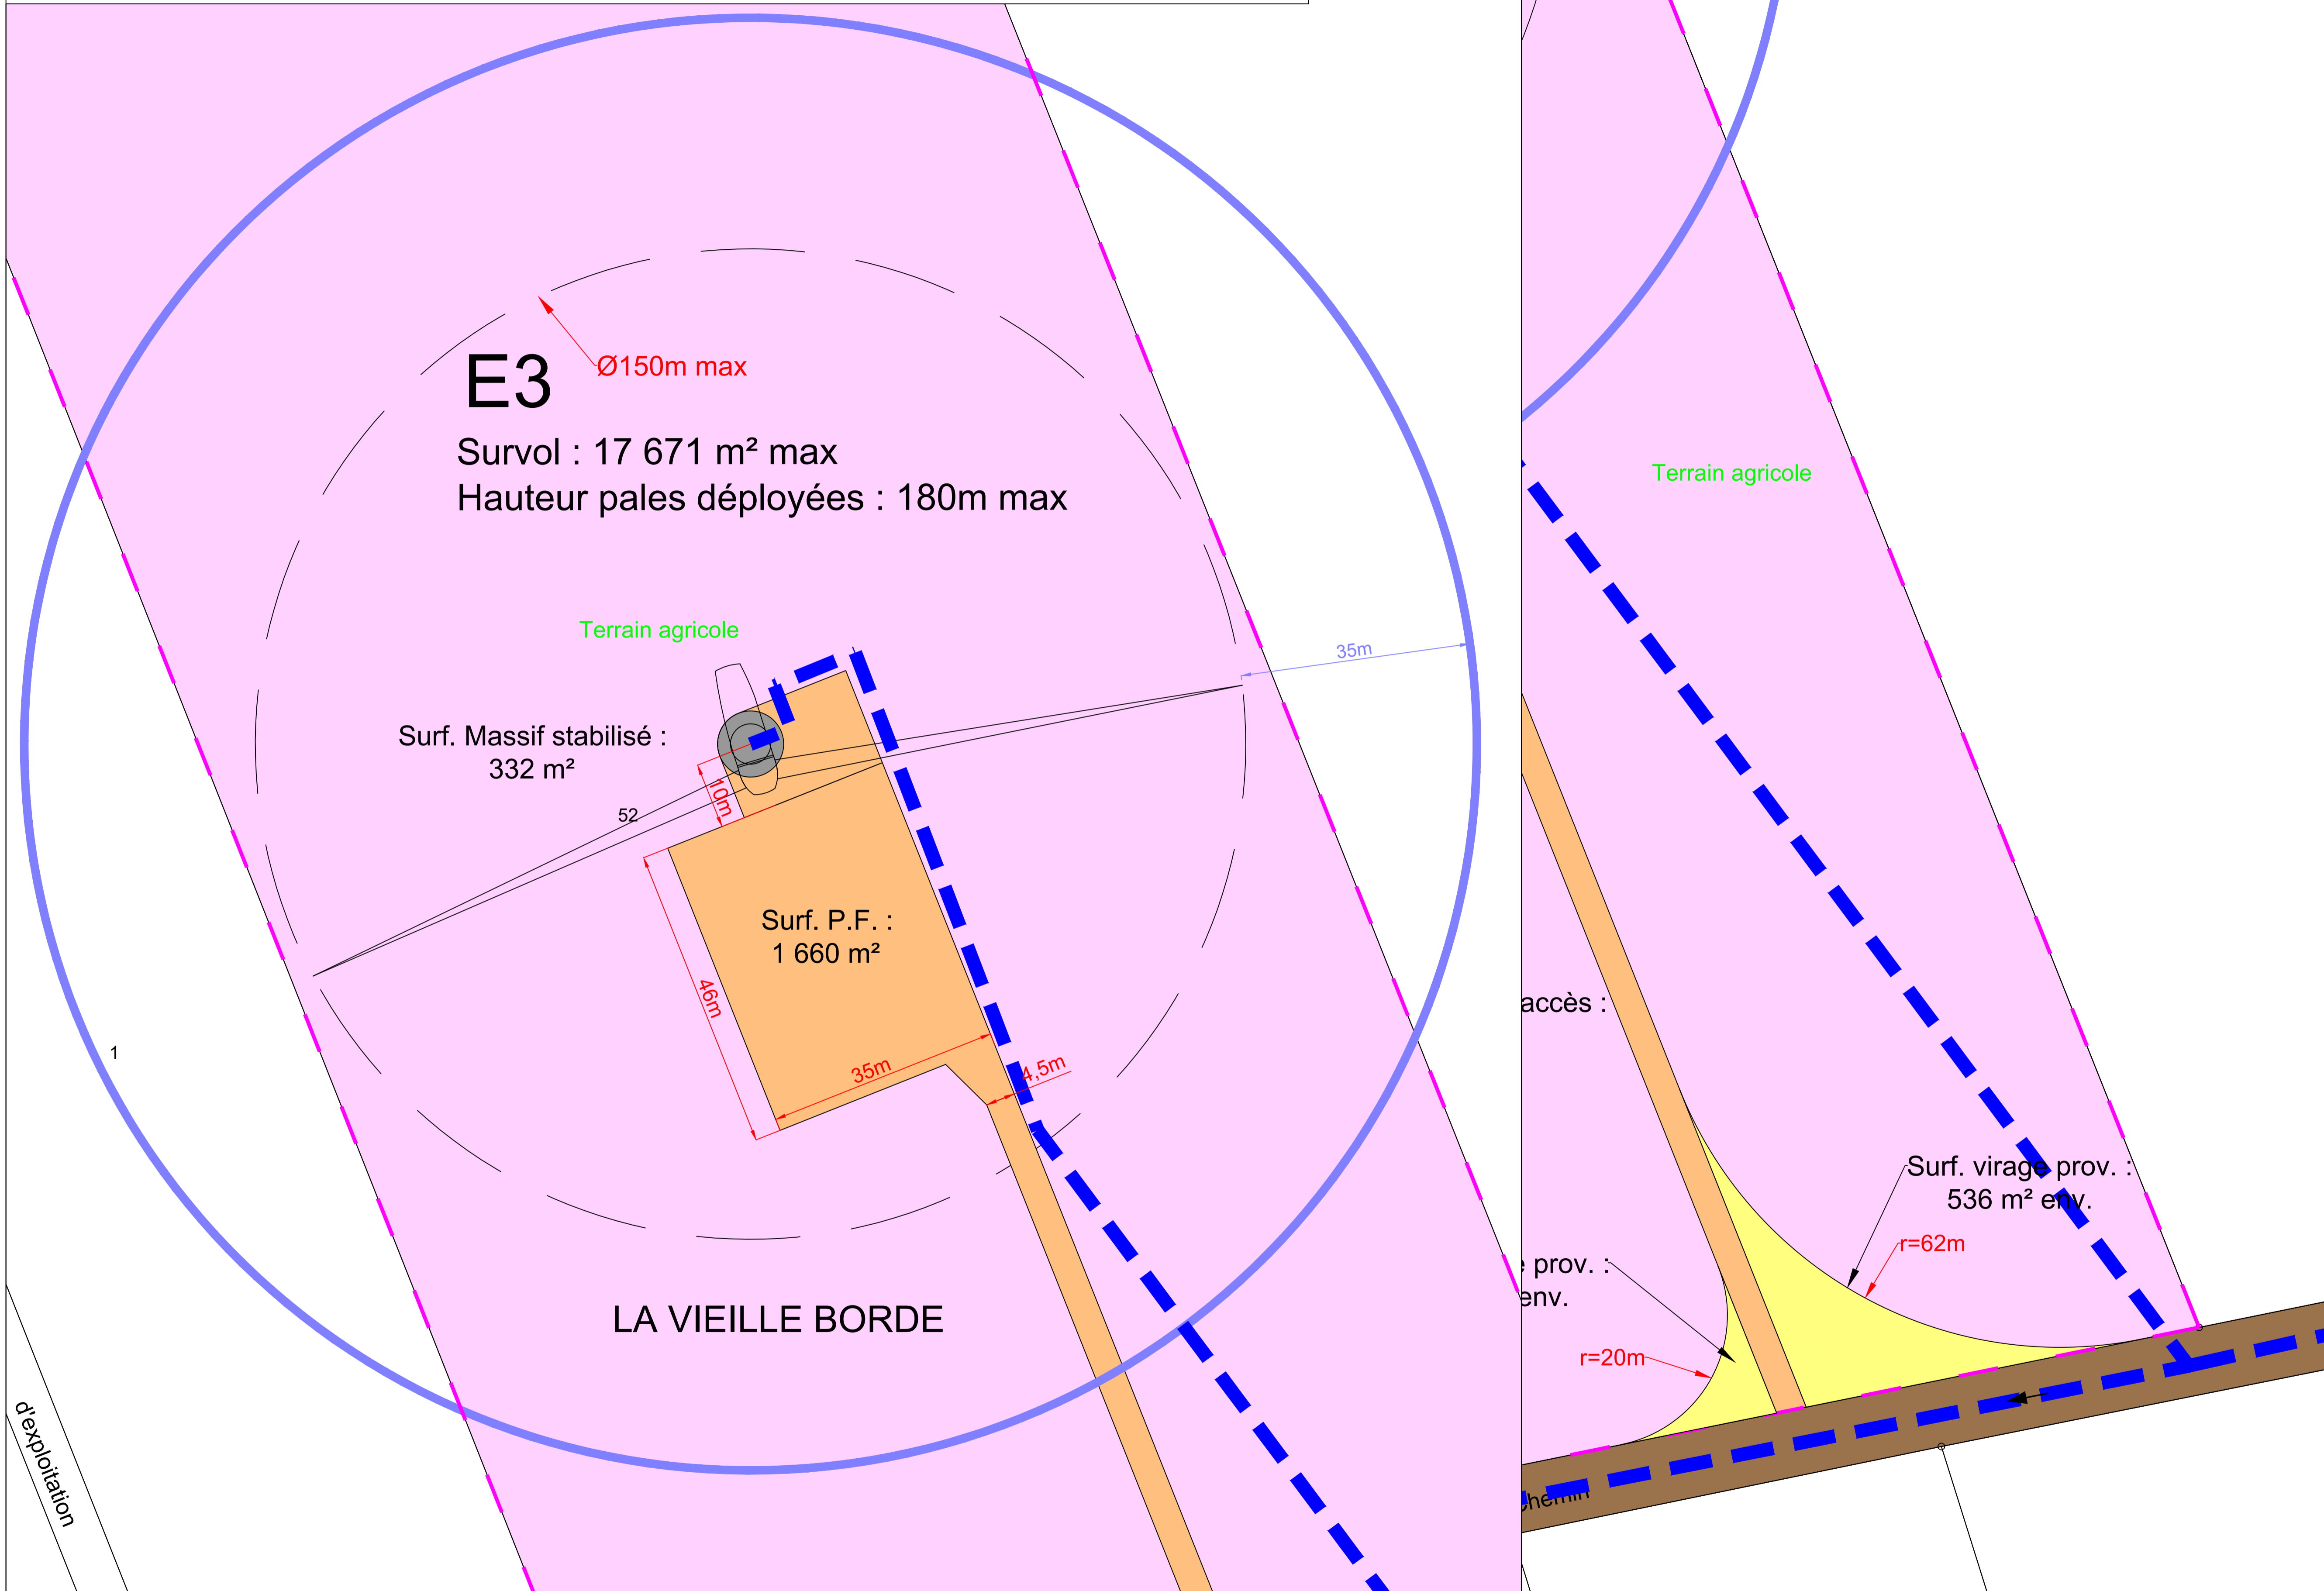 Ø150m max
E3
Survol : 17 671 m² max
Hauteur pales déployées : 180m max
Terrain agricole
35m
Surf. Massif stabilisé :
332 m²
52
10m
Surf. P.F. :
1 660 m²
46m
35m
4,5m
1
LA VIEILLE BORDE
d'exploitation
Terrain agricole
accès :
Surf. virage prov. :
536 m² env.
r=62m
prov. :
env.
r=20m